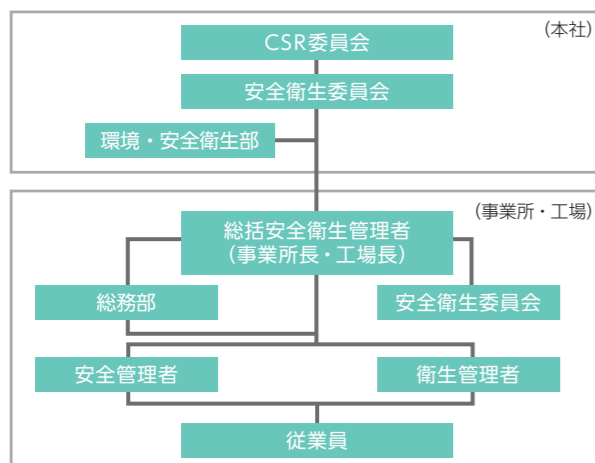 (本社)
CSR委員会
安全衛生委員会
環境・安全衛生部
(事業所・工場)
総括安全衛生管理者
(事業所長・工場長)
総務部
安全衛生委員会
安全管理者
衛生管理者
従業員